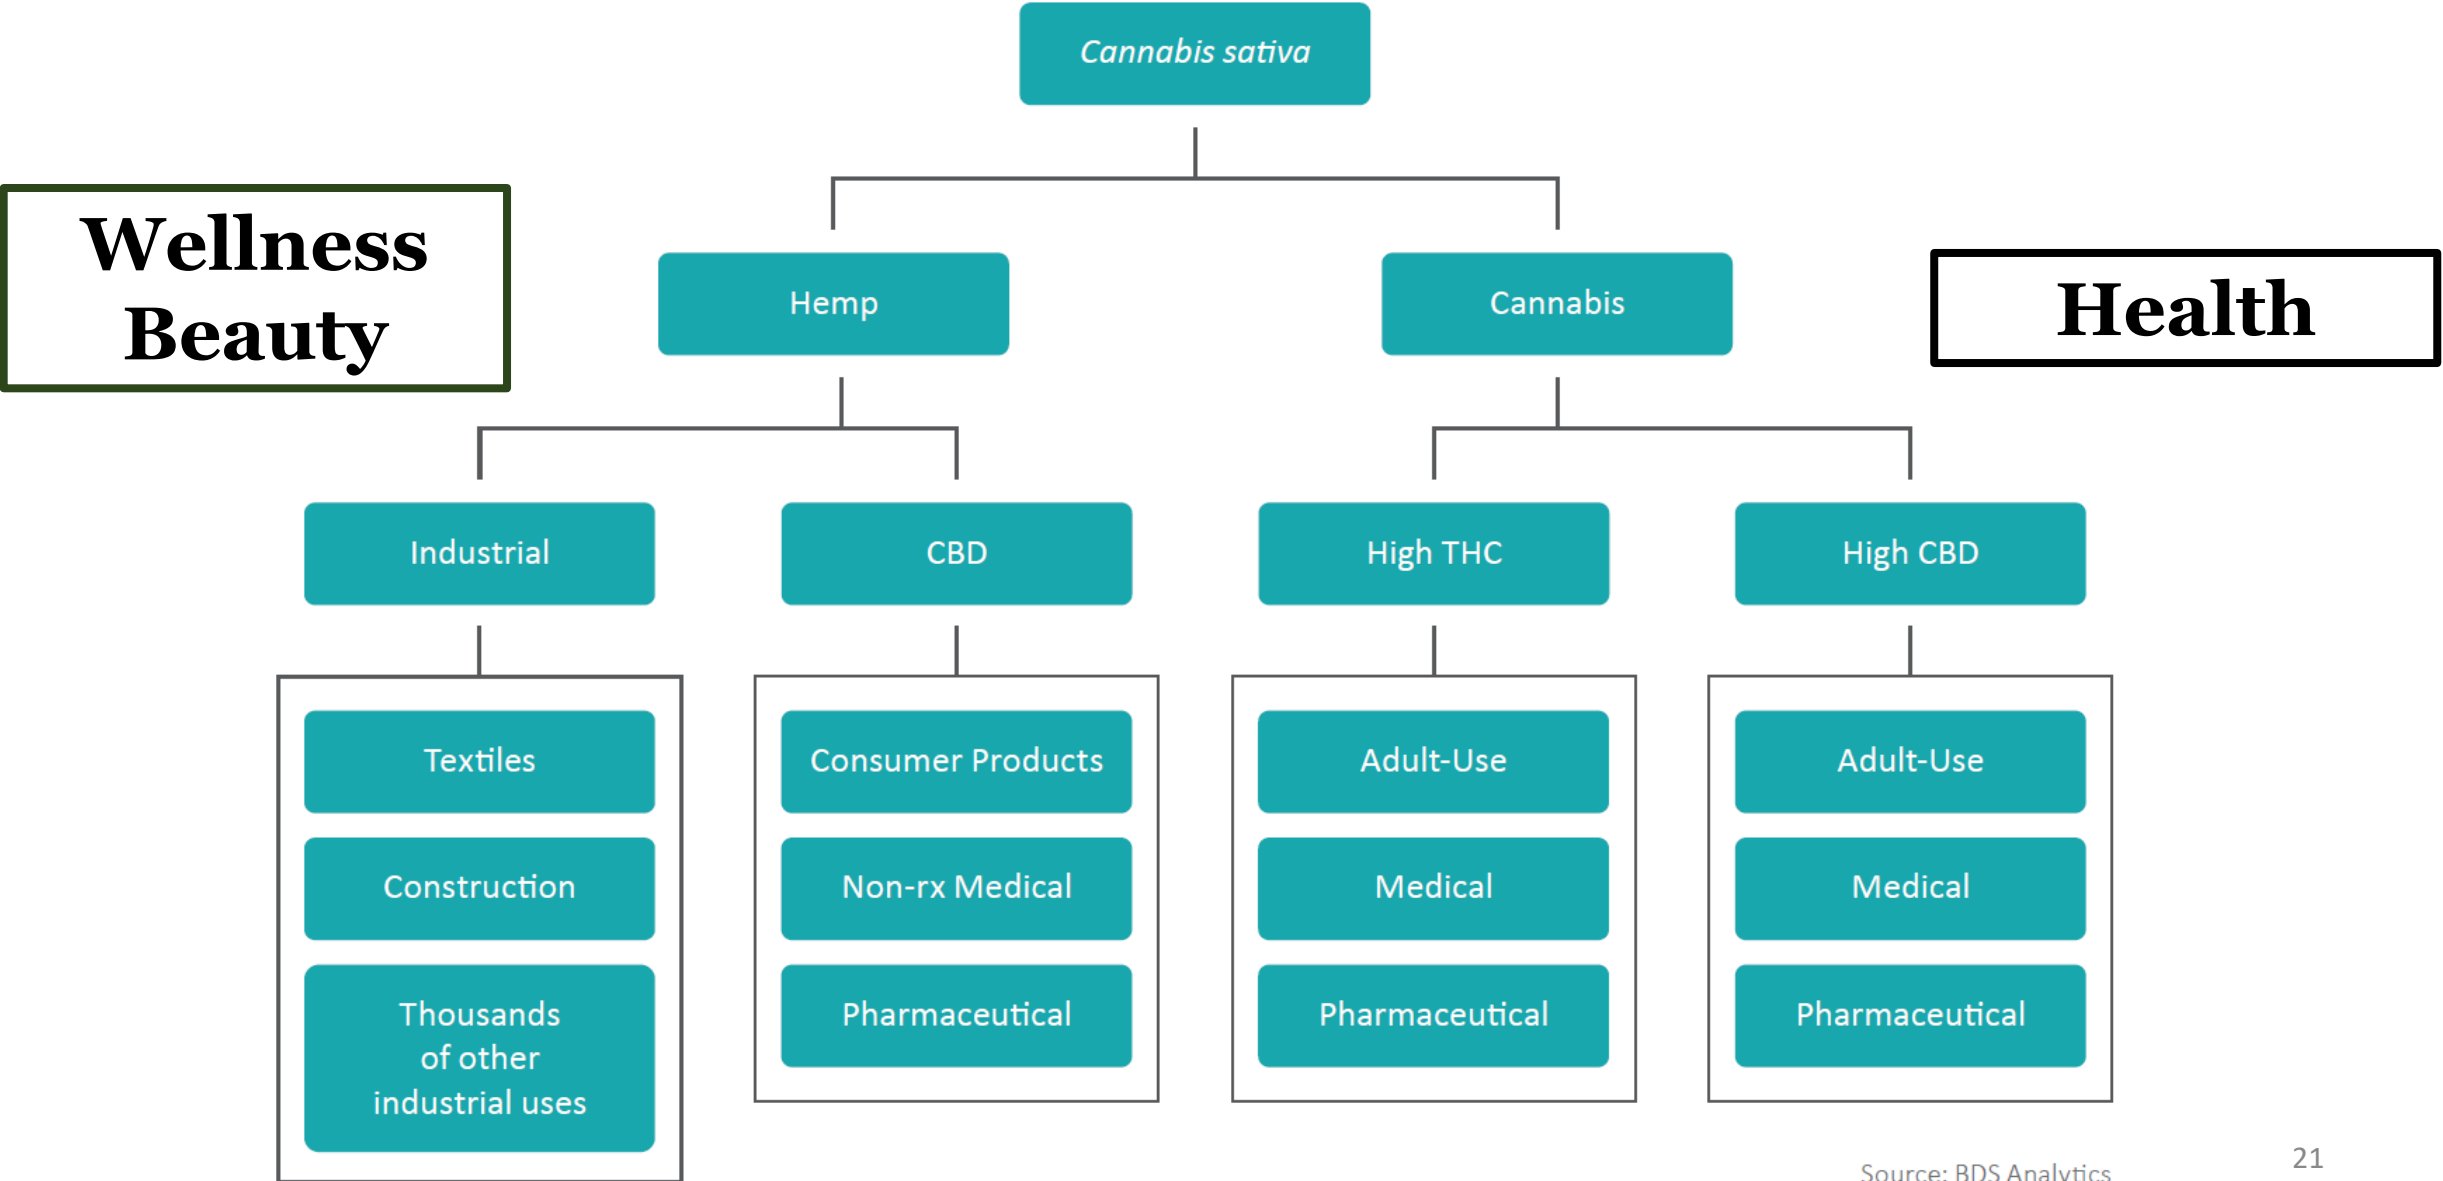 Cannabis sativa
Wellness
Beauty
Hemp
Cannabis
Health
Industrial
CBD
High THC
High CBD
Textiles
Construction
Thousands
of other
industrial uses
Consumer Products
Non-rx Medical
Pharmaceutical
Adult-Use
Medical
Pharmaceutical
Adult-Use
Medical
Pharmaceutical
Source: BDS Analytics
21